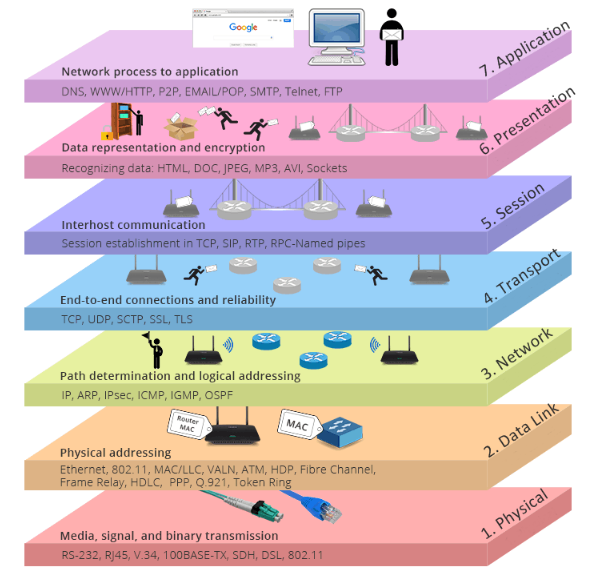 Google
7. Application
Network process to application
DNS, WWW/HTTP, P2P, EMAIL/POP, SMTP, Telnet, FTP
6. Presentation
Data representation and encryption
Recognizing data: HTML, DOC, JPEG, MP3, AVI, Sockets
5. Session
Interhost communication
Session establishment in TCP, SIP, RTP, RPC-Named pipes
4. Transport
End-to-end connections and reliability
TCP, UDP, SCTP, SSL, TLS
3. Network
Path determination and logical addressing
IP, ARP, IPsec, ICMP, IGMP, OSPF
Router
MAC
MAC
2. Data Link
Physical addressing
Ethernet, 802.11, MAC/LLC, VALN, ATM, HDP, Fibre Channel,
Frame Relay, HDLC, PPP, Q.921, Token Ring
1. Physical
Media, signal, and binary transmission
RS-232, RJ45, V.34, 100BASE-TX, SDH, DSL, 802.11